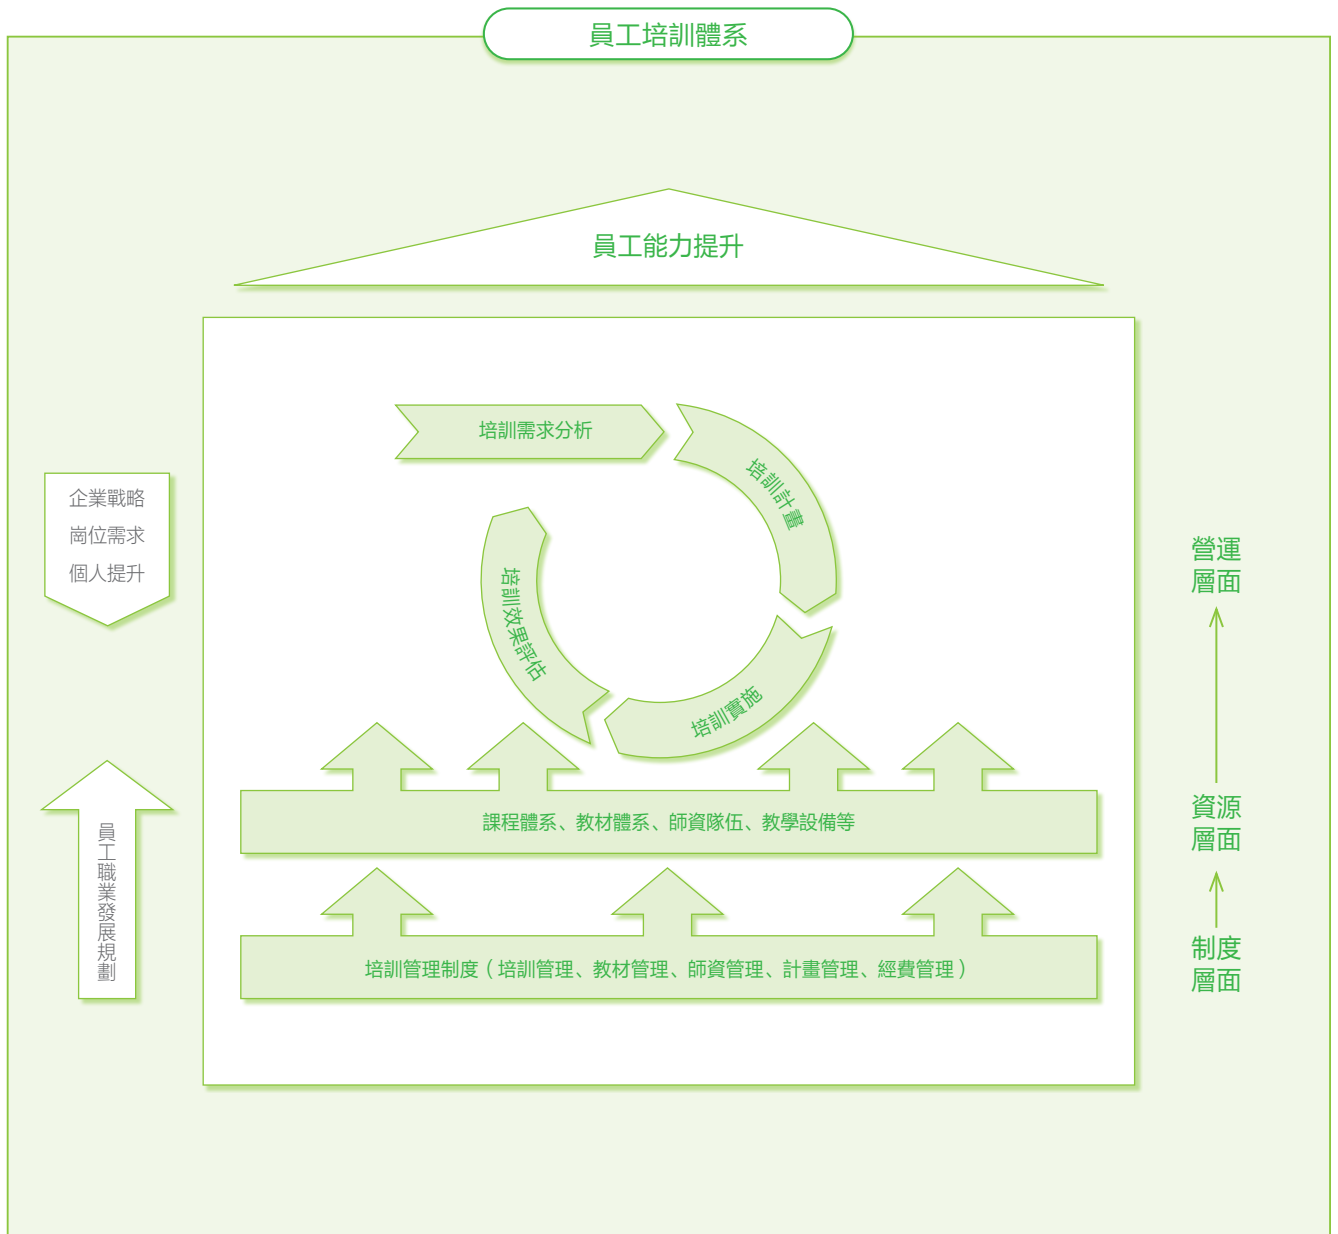 員工培訓體系
員工能力提升
培訓需求分析
培訓計畫
培訓實施
培訓效果評估
企業戰略
崗位需求
個人提升
員工職業發展規劃
課程體系、教材體系、師資隊伍、教學設備等
培訓管理制度（培訓管理、教材管理、師資管理、計畫管理、經費管理）
營運
層面
資源
層面
制度
層面